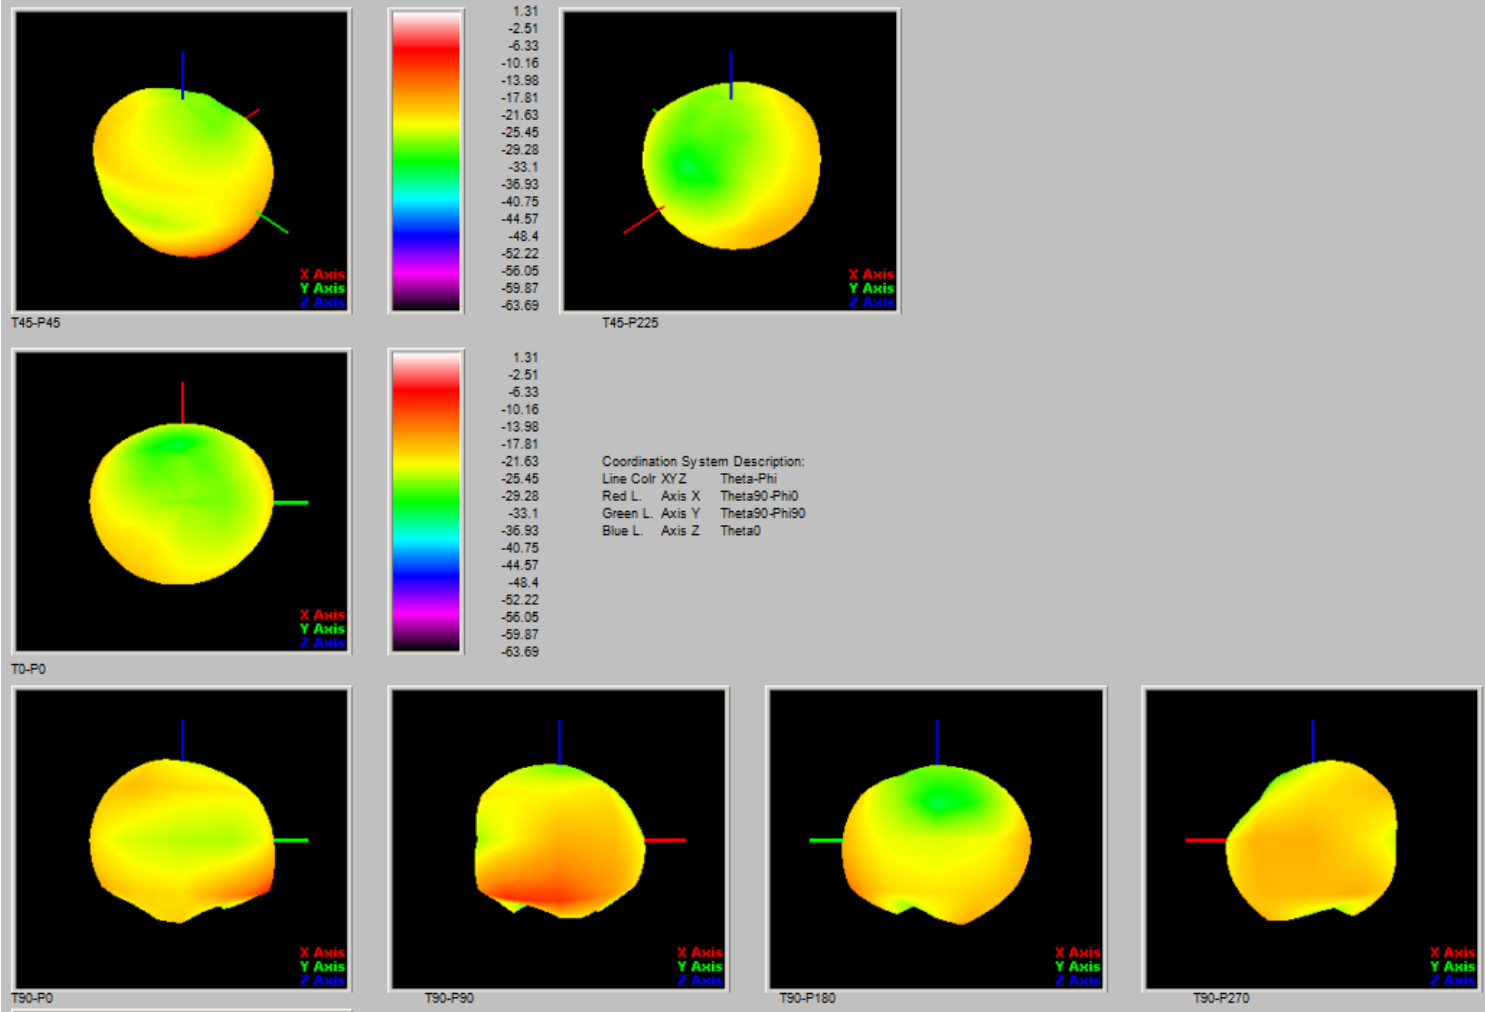 1.31
-2.51
-6.33
-10.16
-13.98
-17.81
-21.63
-25.45
-29.28
-33.1
-36.93
-40.75
-44.57
-48.4
-52.22
-56.05
-59.87
-63.69
X Axis
Y Axis
Z Axis
X Axis
Y Axis
Z Axis
T45-P45
T45-P225
1.31
-2.51
-6.33
-10.16
-13.98
-17.81
-21.63
-25.45
-29.28
-33.1
-36.93
-40.75
-44.57
-48.4
-52.22
-56.05
-59.87
-63.69
Coordination System Description:
Line Colr XYZ Theta-Phi
Red L. Axis X Theta90-Phi0
Green L. Axis Y Theta90-Phi90
Blue L. Axis Z Theta0
X Axis
Y Axis
Z Axis
T0-P0
X Axis
Y Axis
Z Axis
X Axis
Y Axis
Z Axis
X Axis
Y Axis
Z Axis
X Axis
Y Axis
Z Axis
T90-P0
T90-P90
T90-P180
T90-P270